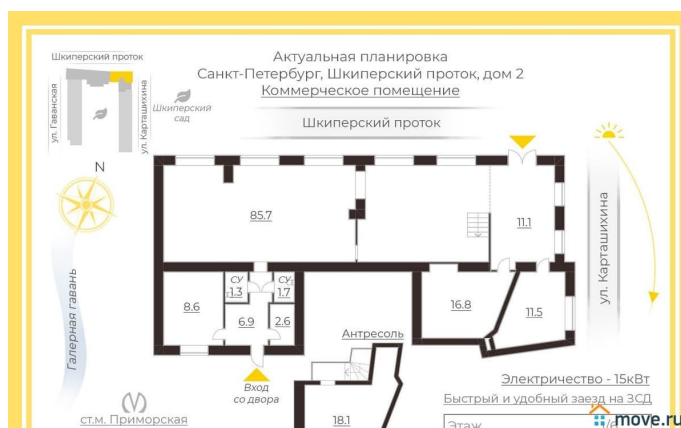 Актуальная планировка
Санкт-Петербург, Шкиперский проток, дом 2
Коммерческое помещение
Шкиперский проток
ул. Гаванская
ул. Карташихина
Шкиперский
сад
Шкиперский проток
N
Галерная гавань
ул. Карташихина
85.7
11.1
СУ
1.3
СУ
1.7
8.6
6.9
2.6
16.8
11.5
Антресоль
18.1
Вход
со двора
ст.м. Приморская
Электричество - 15кВт
Быстрый и удобный заезд на ЗСД
Этаж
move.ru